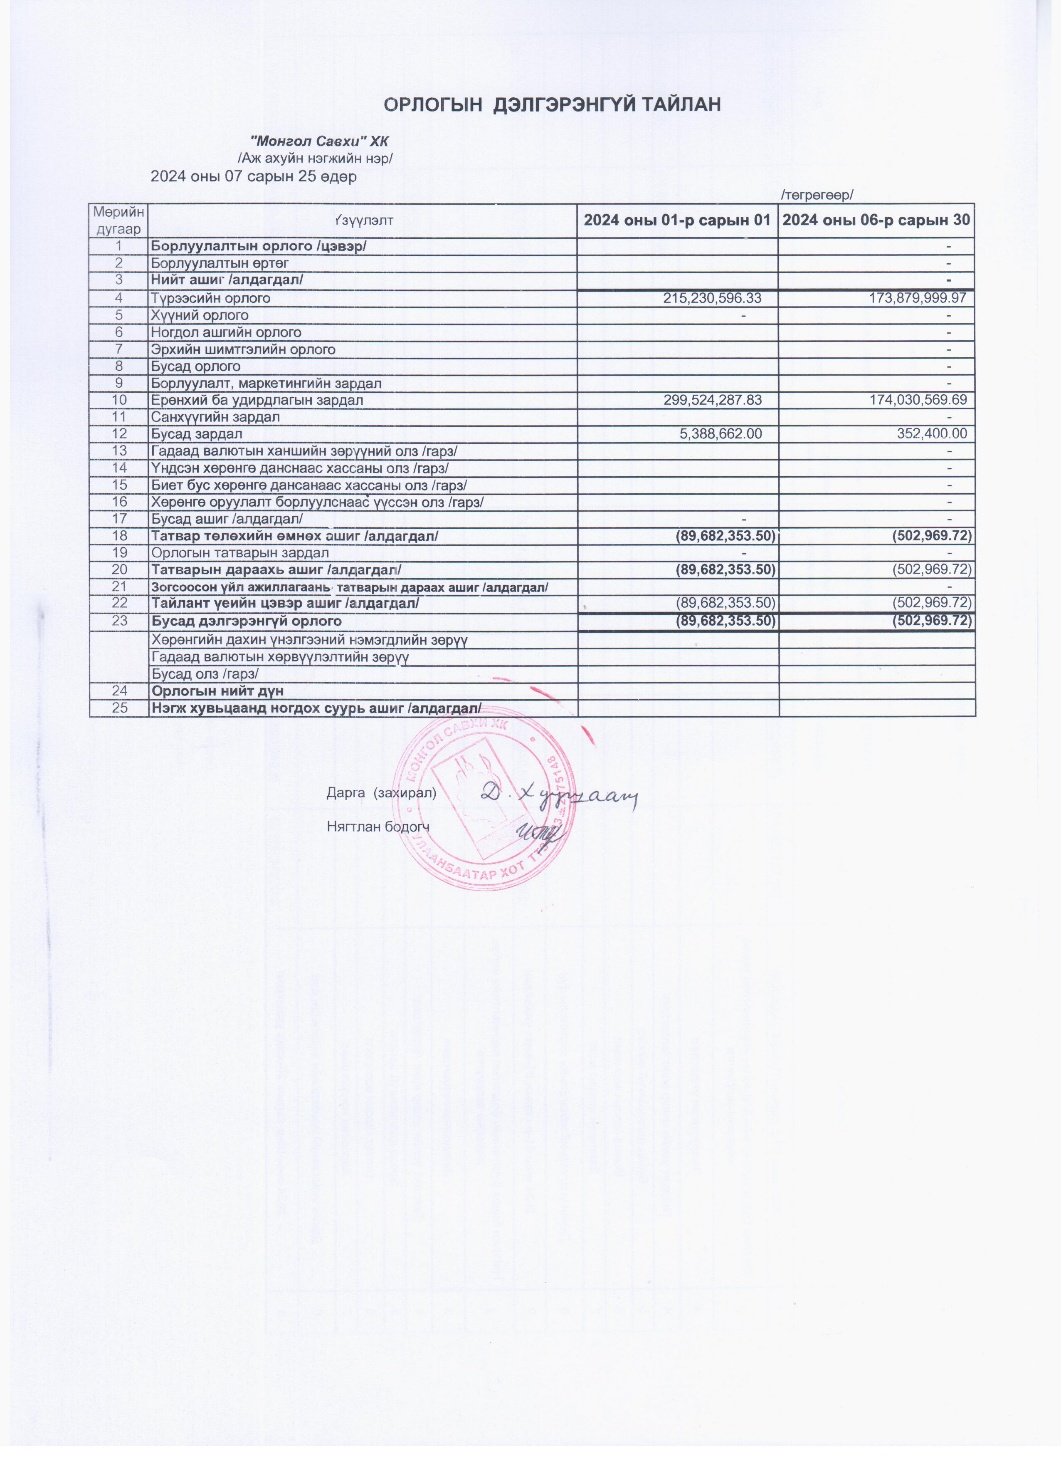 ОРЛОГЫН ДЭЛГЭРЭНГҮЙ ТАЙЛАН
"Монгол Савхи" ХК
/Аж ахуйн нэгжийн нэр/
2024 оны 07 сарын 25 өдөр
/төгрөгөөр/
Мөрийн дугаар Үзүүлэлт 2024 оны 01-р сарын 01 2024 оны 06-р сарын 30
1 Борлуулалтын орлого /цэвэр/ -
2 Борлуулалтын өртөг -
3 Нийт ашиг /алдагдал/ -
4 Түрээсийн орлого 215,230,596.33 173,879,999.97
5 Хүүний орлого - -
6 Ногдол ашгийн орлого -
7 Эрхийн шимтгэлийн орлого -
8 Бусад орлого -
9 Борлуулалт, маркетингийн зардал -
10 Ерөнхий ба удирдлагын зардал 299,524,287.83 174,030,569.69
11 Санхүүгийн зардал -
12 Бусад зардал 5,388,662.00 352,400.00
13 Гадаад валютын ханшийн зөрүүний олз /гарз/ -
14 Үндсэн хөрөнгө данснаас хассаны олз /гарз/ -
15 Биет бус хөрөнгө дансанаас хассаны олз /гарз/ -
16 Хөрөнгө оруулалт борлуулснаас үүссэн олз /гарз/ -
17 Бусад ашиг /алдагдал/ - -
18 Татвар төлөхийн өмнөх ашиг /алдагдал/ (89,682,353.50) (502,969.72)
19 Орлогын татварын зардал - -
20 Татварын дараахь ашиг /алдагдал/ (89,682,353.50) (502,969.72)
21 Зогсоосон үйл ажиллагаань татварын дараах ашиг /алдагдал/ -
22 Тайлант үеийн цэвэр ашиг /алдагдал/ (89,682,353.50) (502,969.72)
23 Бусад дэлгэрэнгүй орлого (89,682,353.50) (502,969.72)
Хөрөнгийн дахин үнэлгээний нэмэгдлийн зөрүү
Гадаад валютын хөрвүүлэлтийн зөрүү
Бусад олз /гарз/
24 Орлогын нийт дүн
25 Нэгж хувьцаанд ногдох суурь ашиг /алдагдал/
МОНГОЛ САВХИ ХК
2075148
УЛААНБААТАР ХОТ
Дарга (захирал)
Нягтлан бодогч